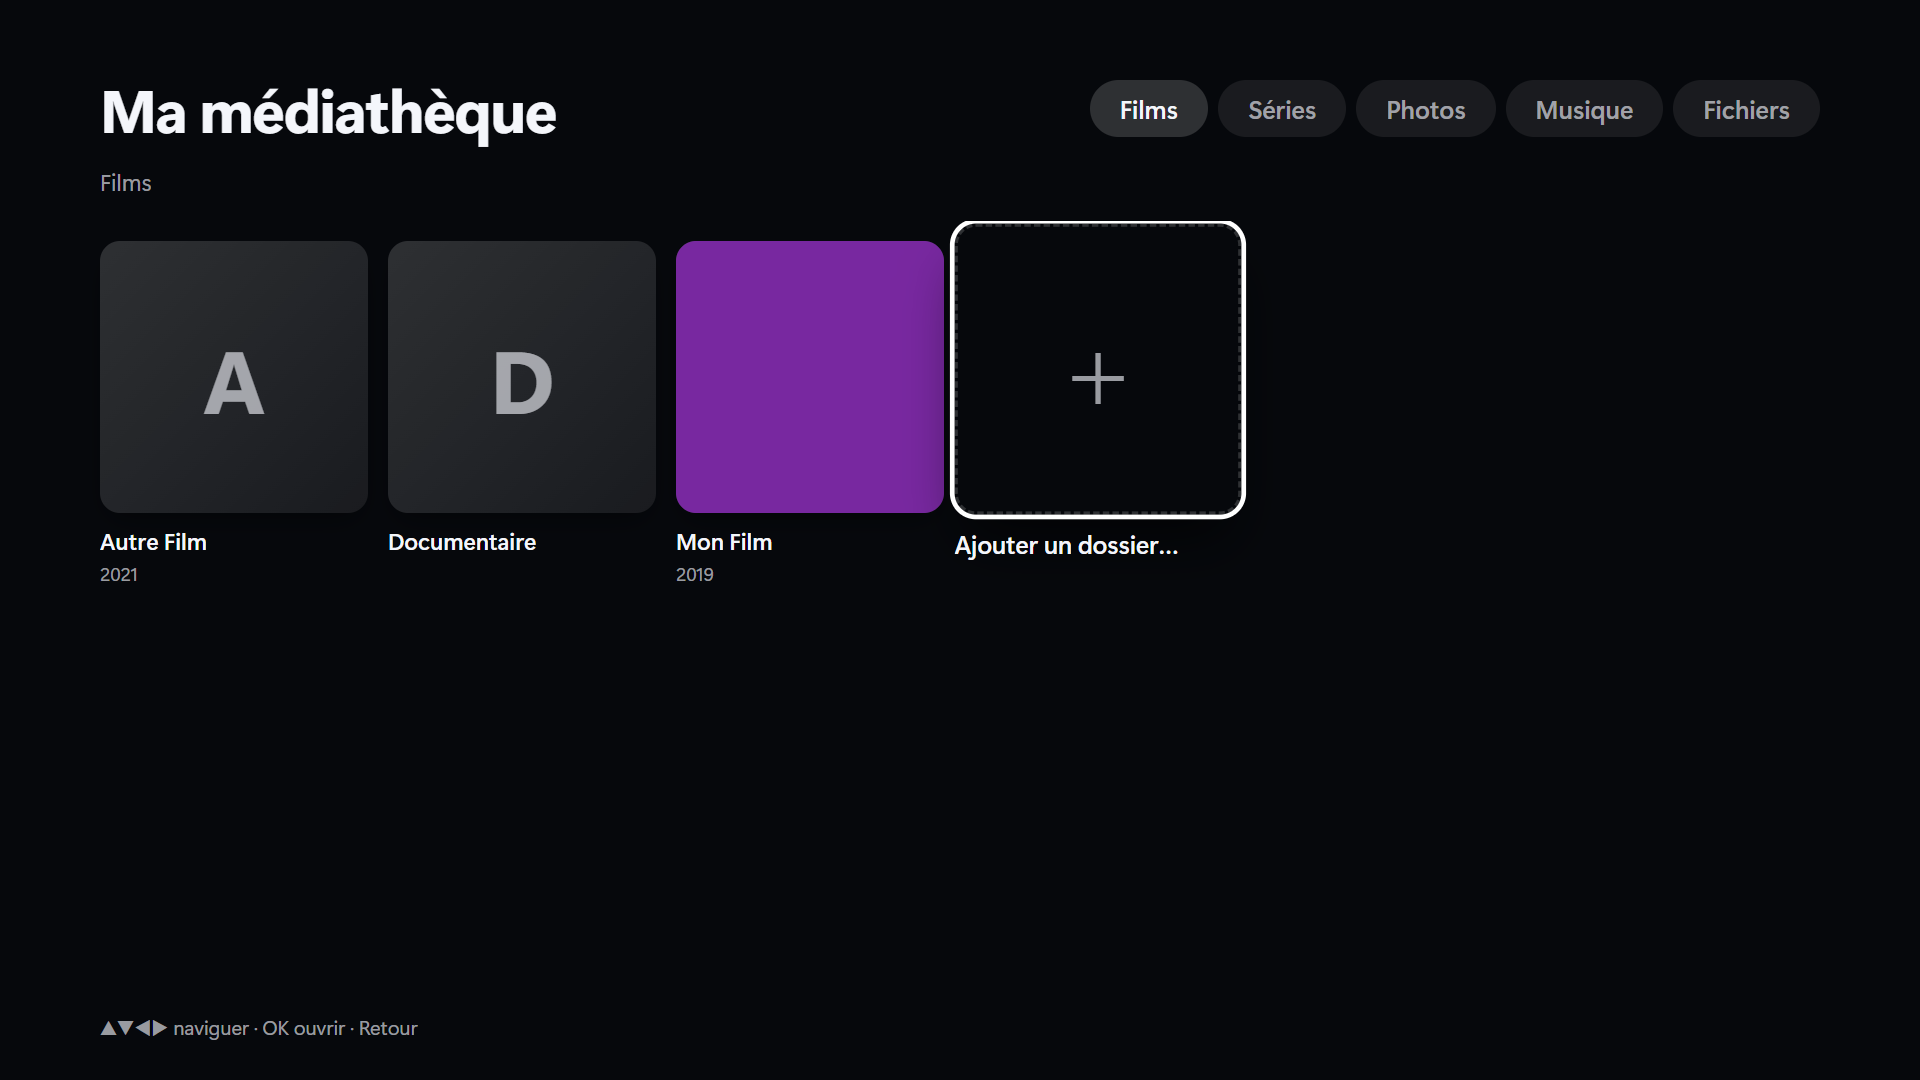 Ma médiathèque
Films
Séries
Photos
Musique
Fichiers
Films
A
D
Autre Film
2021
Documentaire
Mon Film
2019
Ajouter un dossier...
▲▼◀▶ naviguer · OK ouvrir · Retour